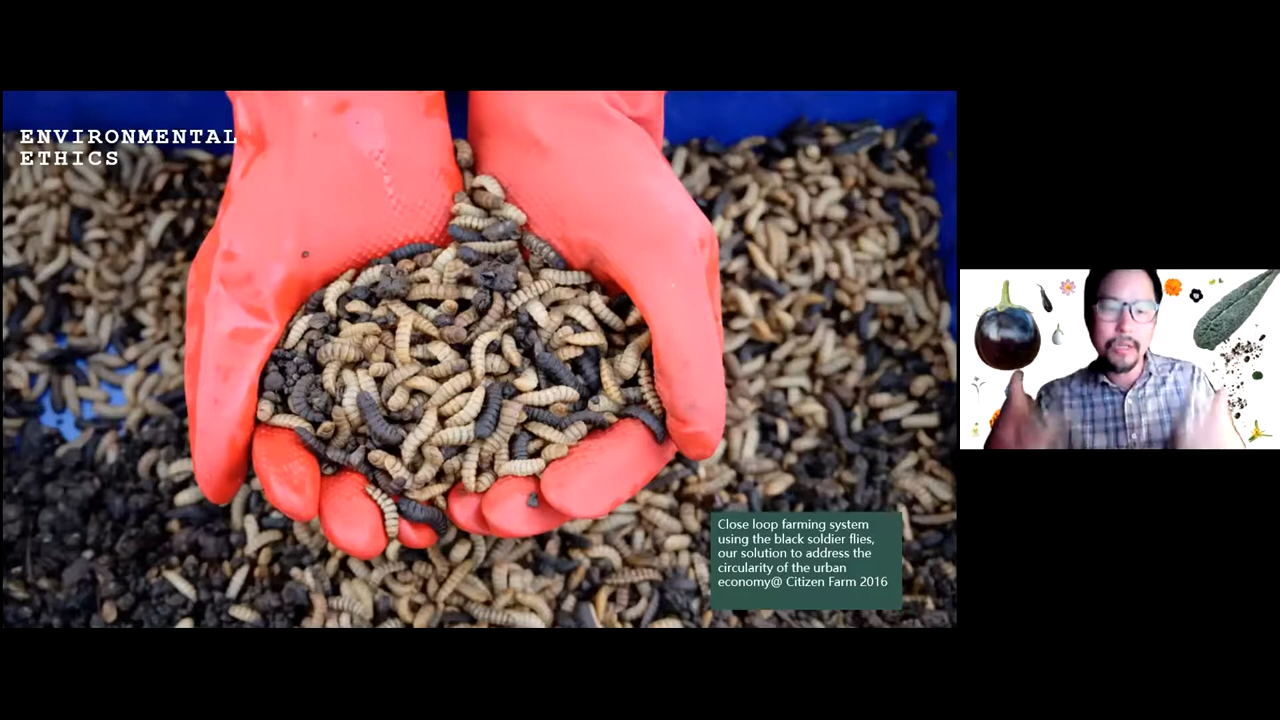 ENVIRONMENTAL
ETHICS
Close loop farming system
using the black soldier flies,
our solution to address the
circularity of the urban
economy@ Citizen Farm 2016